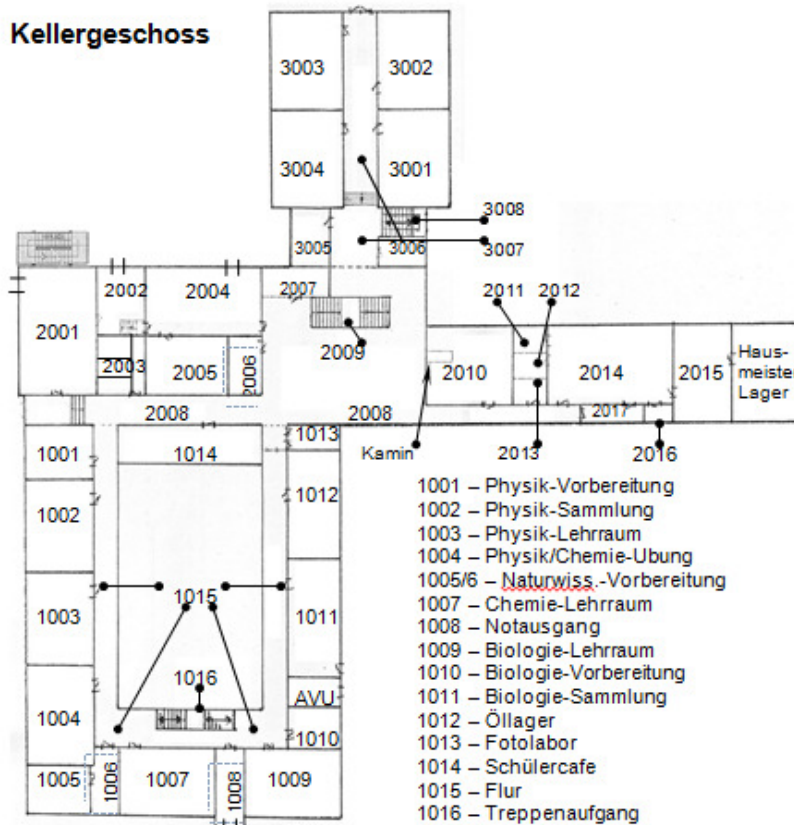 Kellergeschoss
3003
3002
3004
3001
3008
3005
3006
3007
2002
2004
2007
2011
2012
2001
2009
2003
2005
2006
2010
2014
2015
Haus-
meister
Lager
2008
2008
2017
1001
1014
1013
Kamin
2013
2016
1002
1012
1003
1015
1011
1016
1004
AVU
1010
1005
1006
1007
1008
1009
1001 – Physik-Vorbereitung
1002 – Physik-Sammlung
1003 – Physik-Lehrraum
1004 – Physik/Chemie-Ubung
1005/6 – Naturwiss.-Vorbereitung
1007 – Chemie-Lehrraum
1008 – Notausgang
1009 – Biologie-Lehrraum
1010 – Biologie-Vorbereitung
1011 – Biologie-Sammlung
1012 – Öllager
1013 – Fotolabor
1014 – Schülercafe
1015 – Flur
1016 – Treppenaufgang